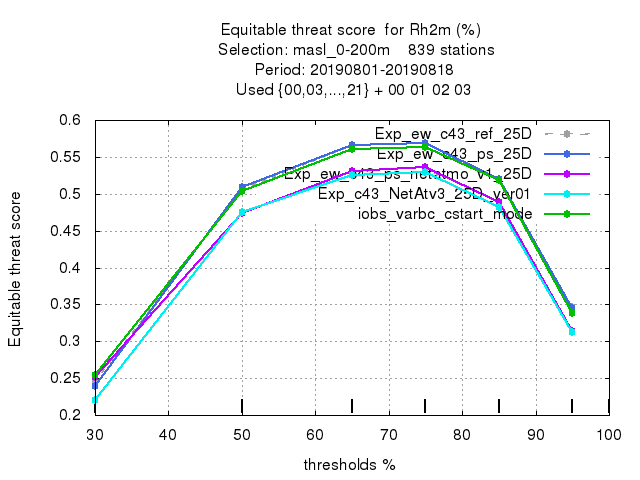 Equitable threat score for Rh2m (%)
Selection: masl_0-200m 839 stations
Period: 20190801-20190818
Used {00,03,...,21} + 00 01 02 03
Equitable threat score
0.6
0.55
0.5
0.45
0.4
0.35
0.3
0.25
0.2
Exp_ew_c43_ref_25D
Exp_ew_c43_ps_25D
Exp_ew_c43_ps_netatmo_v1_25D
Exp_c43_NetAtv3_25D_ver01
iobs_varbc_cstart_mode
30 40 50 60 70 80 90 100
thresholds %